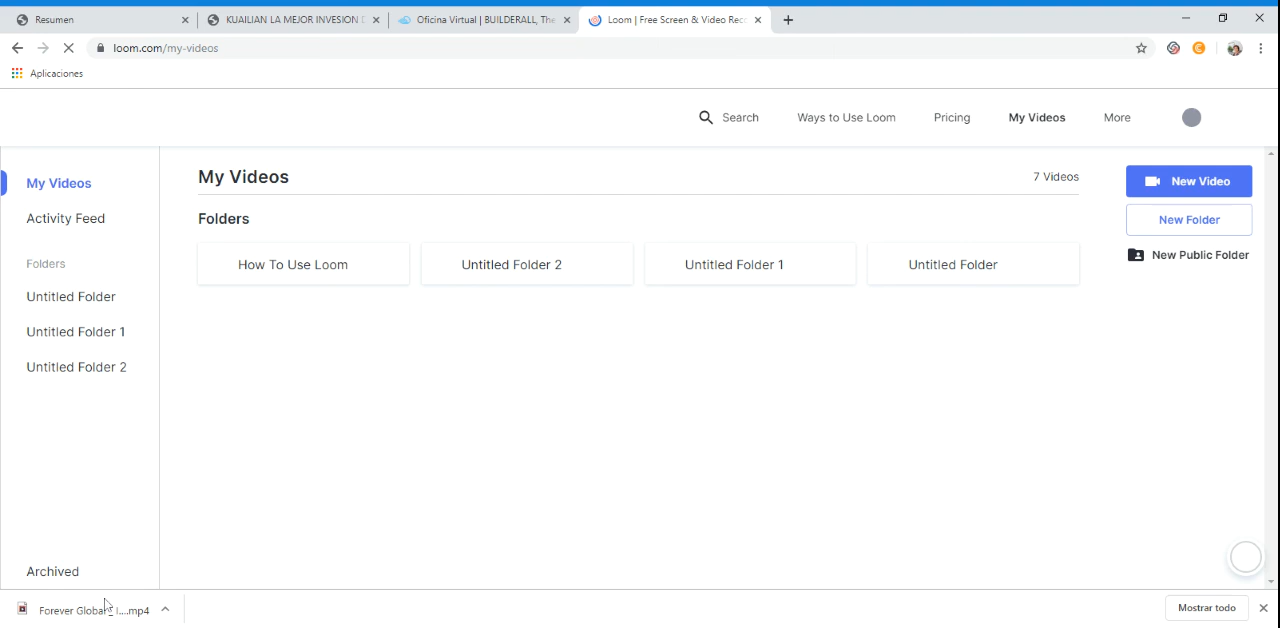 Resumen
KUAILIAN LA MEJOR INVESION D
Oficina Virtual | BUILDERALL, The
Loom | Free Screen & Video Rec
loom.com/my-videos
Aplicaciones
Search
Ways to Use Loom
Pricing
My Videos
More
My Videos
Activity Feed
Folders
Untitled Folder
Untitled Folder 1
Untitled Folder 2
Archived
My Videos
7 Videos
Folders
How To Use Loom
Untitled Folder 2
Untitled Folder 1
Untitled Folder
New Video
New Folder
New Public Folder
Forever Global_ I....mp4
Mostrar todo